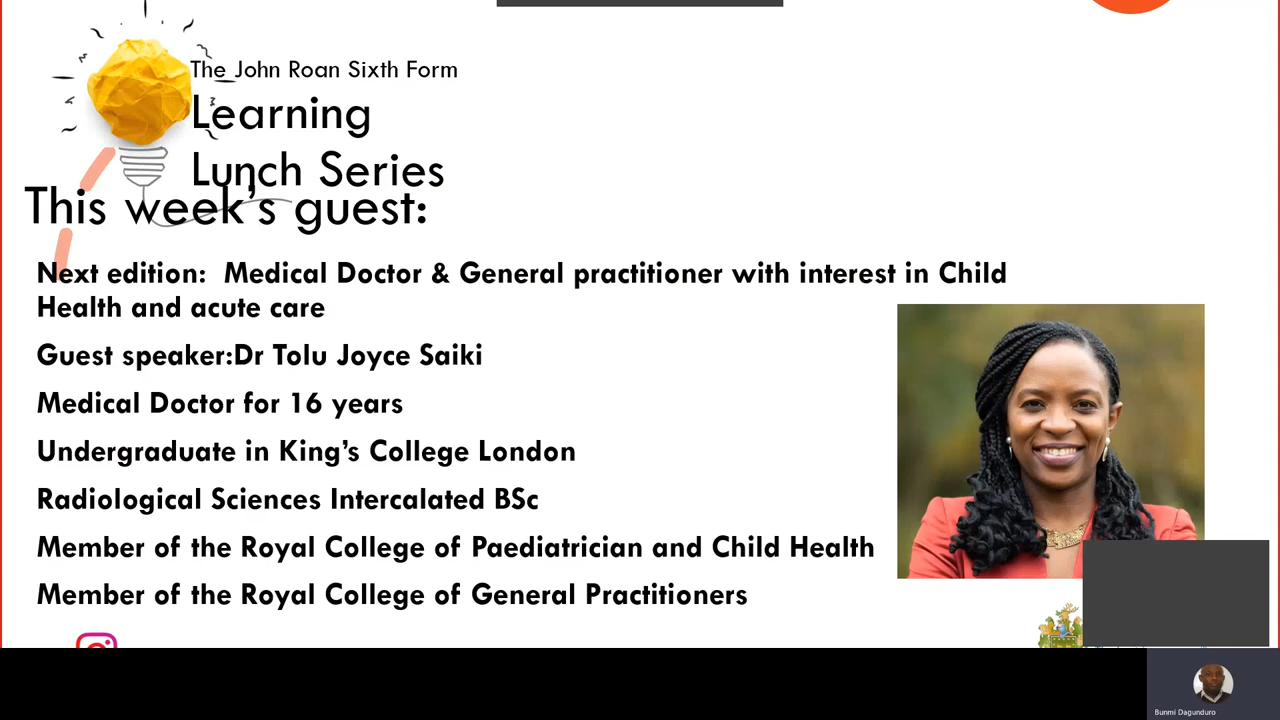 The John Roan Sixth Form
Learning
Lunch Series
This week's guest:
Next edition:  Medical Doctor & General practitioner with interest in Child
Health and acute care
Guest speaker:Dr Tolu Joyce Saiki
Medical Doctor for 16 years
Undergraduate in King's College London
Radiological Sciences Intercalated BSc
Member of the Royal College of Paediatrician and Child Health
Member of the Royal College of General Practitioners
Bunmi Dagunduro